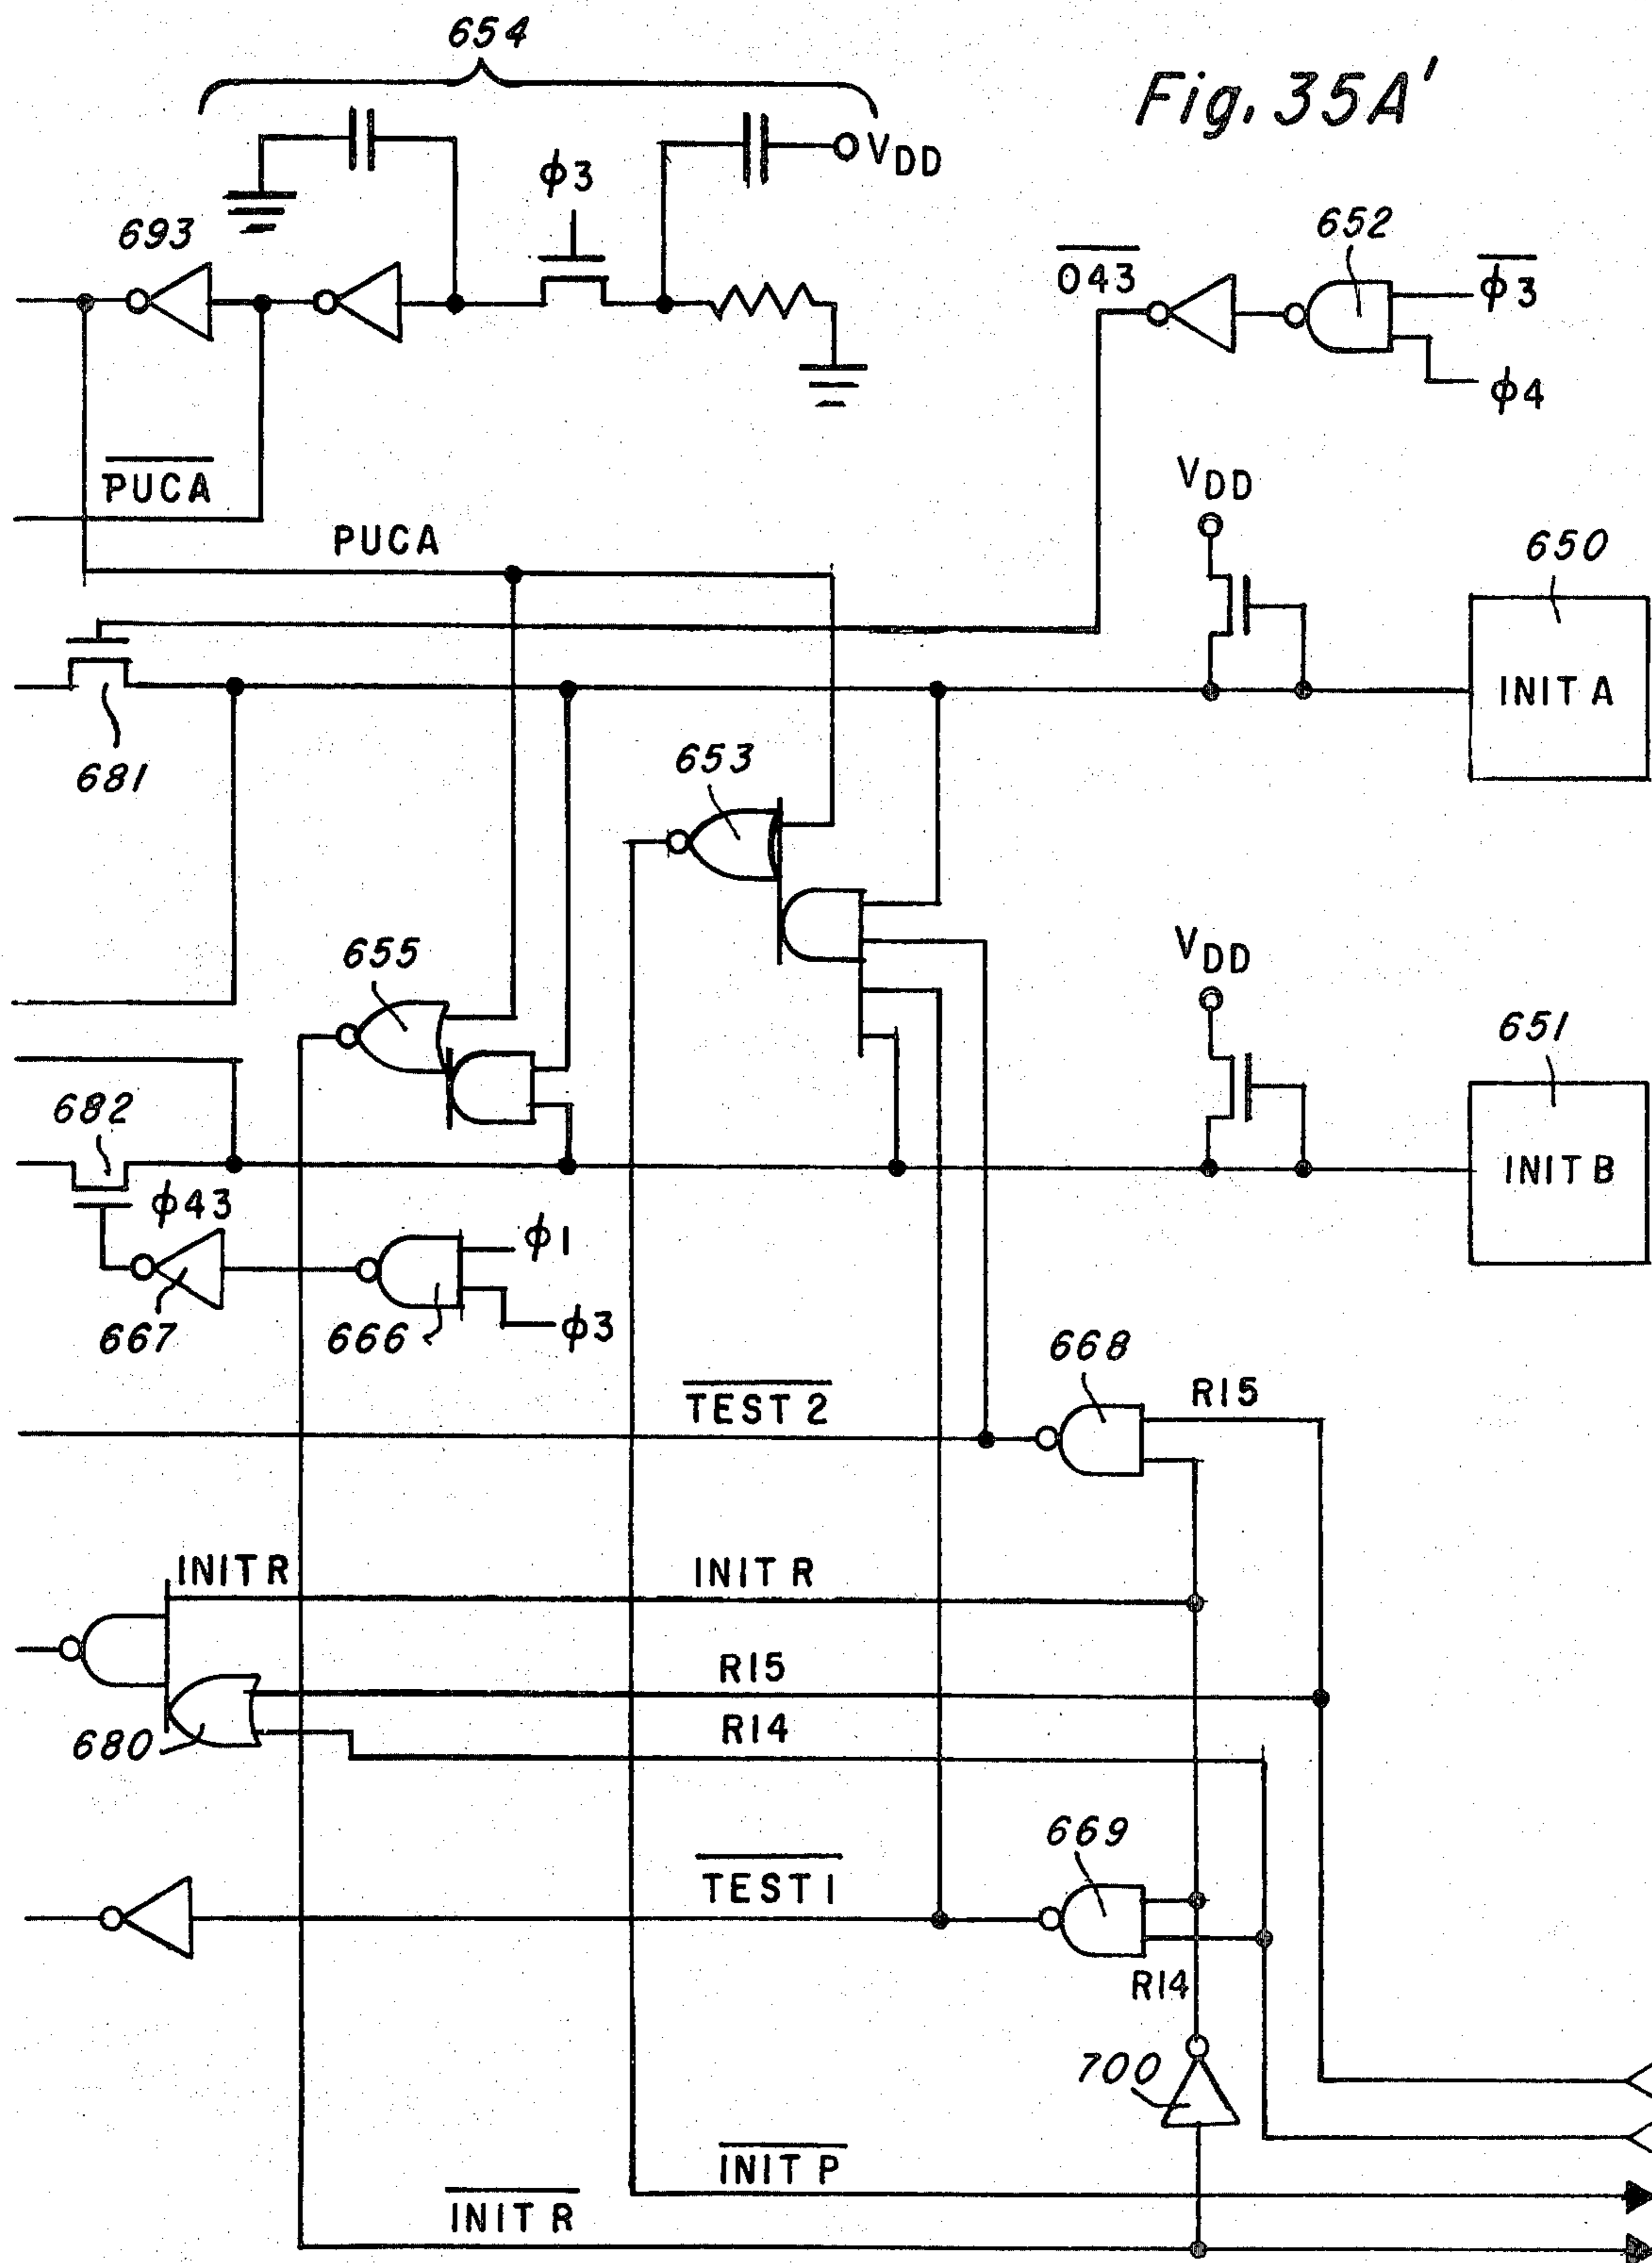 654
Fig. 35A'
VDD
ϕ3
693
652
O43
ϕ3
ϕ4
PUCA
VDD
PUCA
650
INIT A
681
653
655
VDD
651
682
INIT B
ϕ43
ϕ1
667
666
ϕ3
668
R15
TEST 2
INIT R
INIT R
R15
680
R14
669
TEST 1
R14
700
INIT P
INIT R